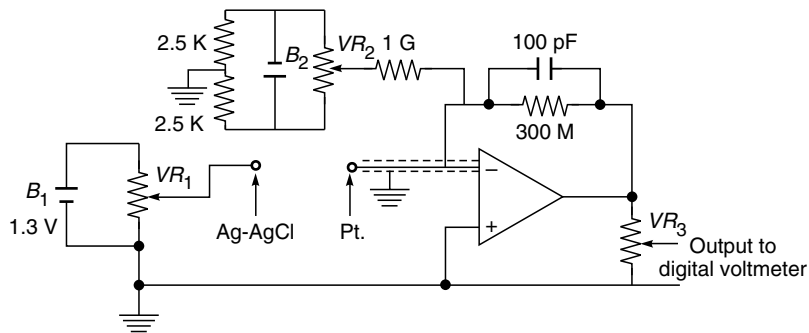 2.5 K
B2
VR2
1 G
100 pF
2.5 K
300 M
B1
1.3 V
VR1
Ag-AgCl
Pt.
−
+
VR3
Output to
digital voltmeter